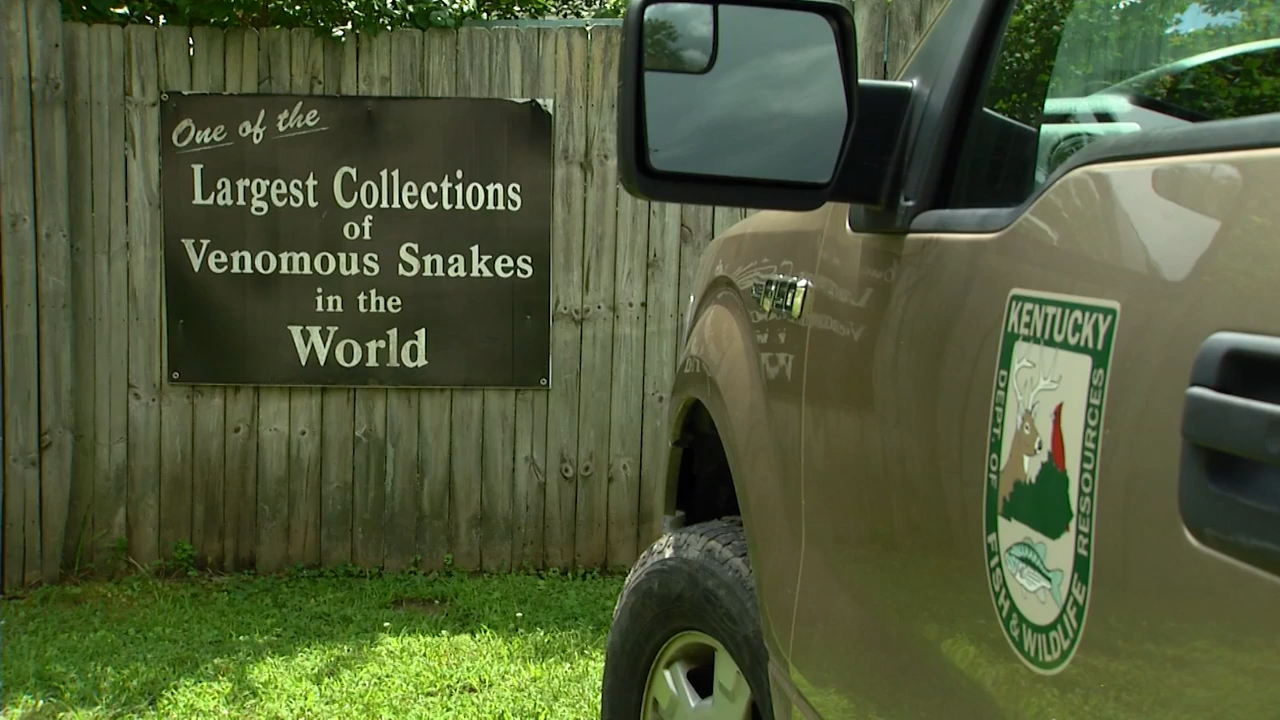 One of the
Largest Collections
of
Venomous Snakes
in the
World
KENTUCKY
DEPT. OF
FISH & WILDLIFE
RESOURCES